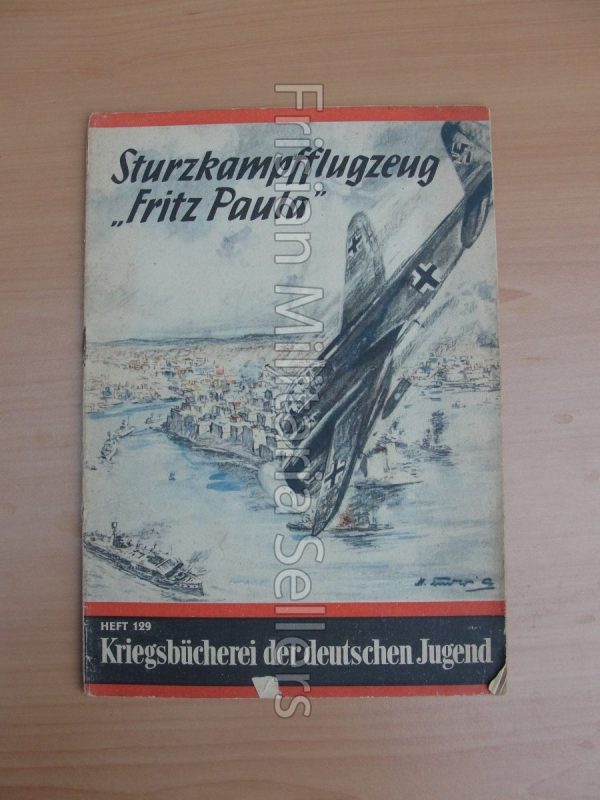 Sturzkampfflugzeug
„Fritz Paula“
HEFT 129
Kriegsbücherei der deutschen Jugend
Frisian Militaria Sellers